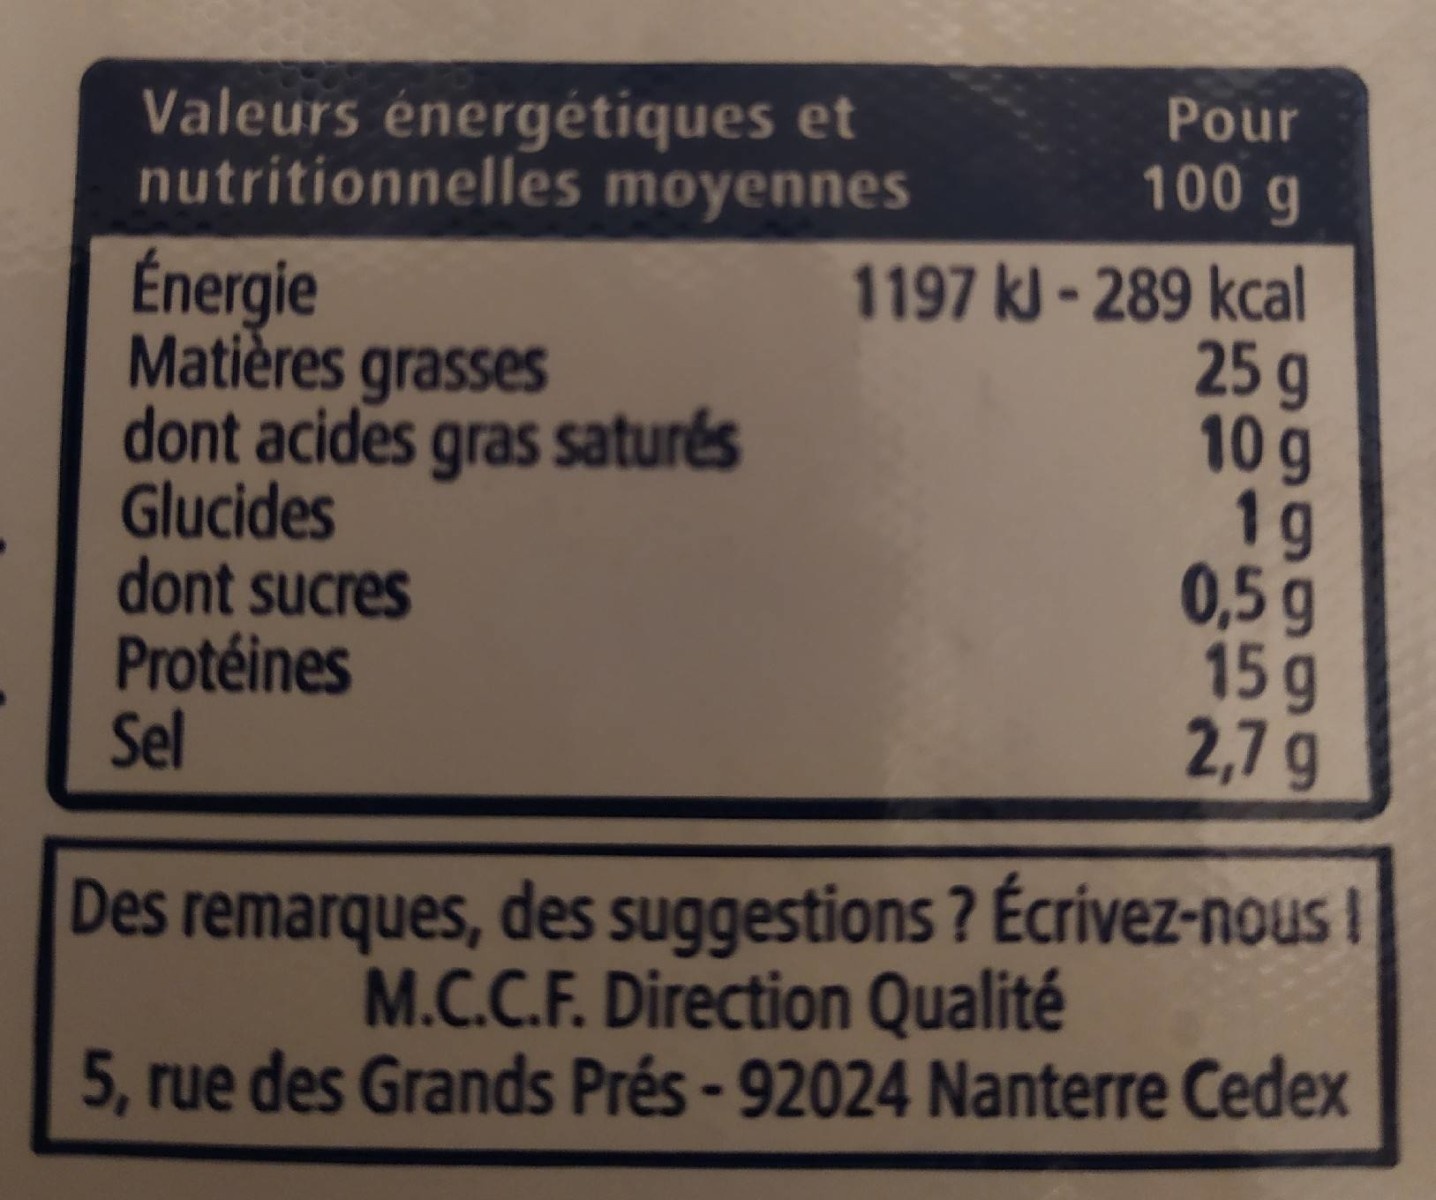 Valeurs énergétiques et nutritionnelles moyennes Pour 100 g
Énergie 1197 kJ - 289 kcal
Matières grasses 25 g
dont acides gras saturés 10 g
Glucides 1 g
dont sucres 0,5 g
Protéines 15 g
Sel 2,7 g
Des remarques, des suggestions ? Écrivez-nous !
M.C.C.F. Direction Qualité
5, rue des Grands Prés - 92024 Nanterre Cedex